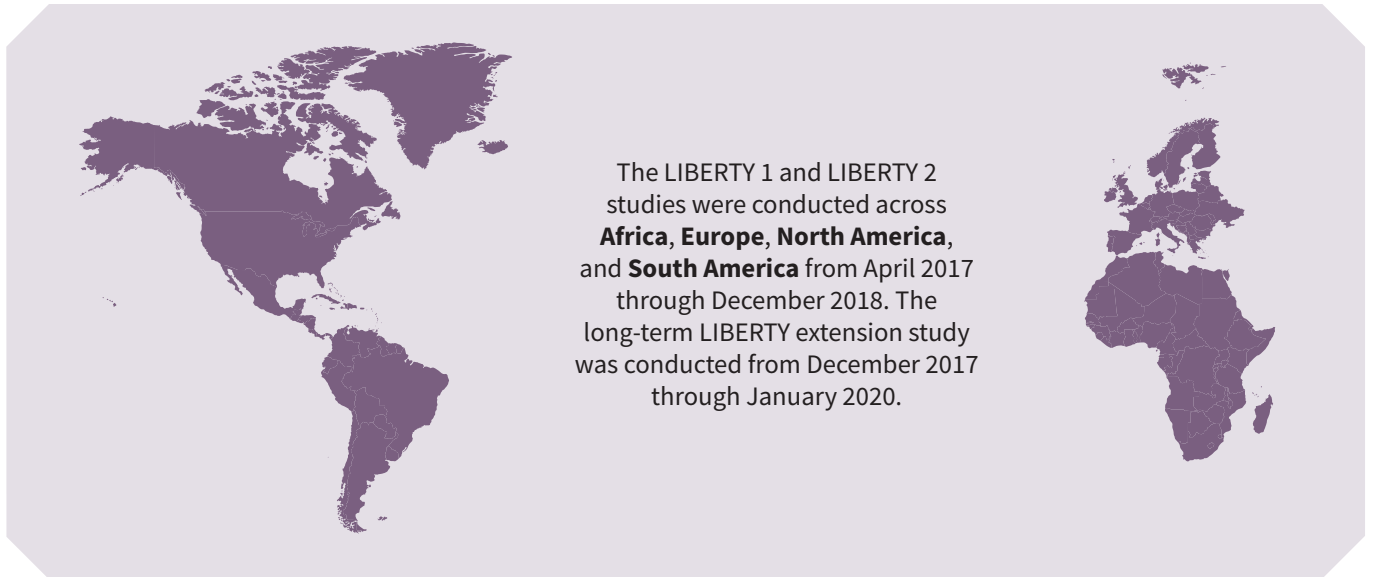 The LIBERTY 1 and LIBERTY 2
studies were conducted across
Africa, Europe, North America,
and South America from April 2017
through December 2018. The
long-term LIBERTY extension study
was conducted from December 2017
through January 2020.